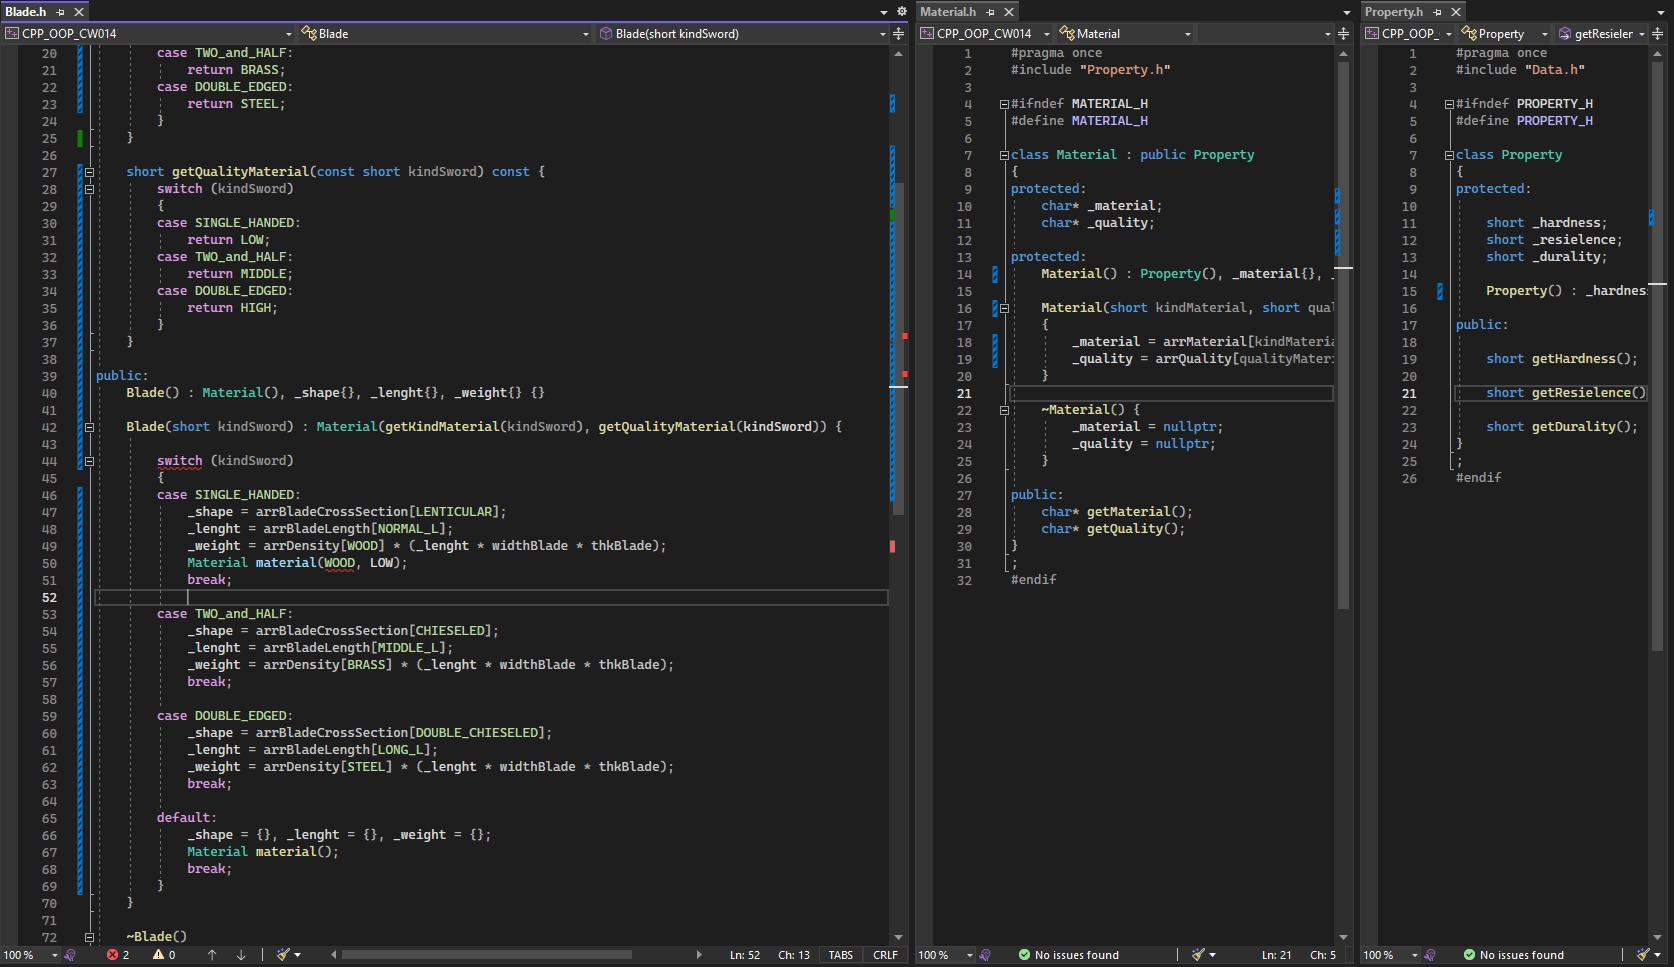 Blade.h
CPP_OOP_CW014
Blade
Blade(short kindSword)
20 case TWO_and_HALF:
21 return BRASS;
22 case DOUBLE_EDGED:
23 return STEEL;
24 }
25 }
26
27 short getQualityMaterial(const short kindSword) const {
28 switch (kindSword)
29 {
30 case SINGLE_HANDED:
31 return LOW;
32 case TWO_and_HALF:
33 return MIDDLE;
34 case DOUBLE_EDGED:
35 return HIGH;
36 }
37 }
38
39 public:
40 Blade() : Material(), _shape{}, _lenght{}, _weight{} {}
41
42 Blade(short kindSword) : Material(getKindMaterial(kindSword), getQualityMaterial(kindSword)) {
43
44 switch (kindSword)
45 {
46 case SINGLE_HANDED:
47 _shape = arrBladeCrossSection[LENTICULAR];
48 _lenght = arrBladeLength[NORMAL_L];
49 _weight = arrDensity[WOOD] * (_lenght * widthBlade * thkBlade);
50 Material material(WOOD, LOW);
51 break;
52
53 case TWO_and_HALF:
54 _shape = arrBladeCrossSection[CHIESELED];
55 _lenght = arrBladeLength[MIDDLE_L];
56 _weight = arrDensity[BRASS] * (_lenght * widthBlade * thkBlade);
57 break;
58
59 case DOUBLE_EDGED:
60 _shape = arrBladeCrossSection[DOUBLE_CHIESELED];
61 _lenght = arrBladeLength[LONG_L];
62 _weight = arrDensity[STEEL] * (_lenght * widthBlade * thkBlade);
63 break;
64
65 default:
66 _shape = {}, _lenght = {}, _weight = {};
67 Material material();
68 break;
69 }
70 }
71
72 ~Blade()
100 % 2 0 Ln: 52 Ch: 13 TABS CRLF
Material.h
CPP_OOP_CW014
Material
1 #pragma once
2 #include "Property.h"
3
4 #ifndef MATERIAL_H
5 #define MATERIAL_H
6
7 class Material : public Property
8 {
9 protected:
10 char* _material;
11 char* _quality;
12
13 protected:
14 Material() : Property(), _material{}, _
15
16 Material(short kindMaterial, short qual
17 {
18 _material = arrMaterial[kindMateria
19 _quality = arrQuality[qualityMateri
20 }
21
22 ~Material() {
23 _material = nullptr;
24 _quality = nullptr;
25 }
26
27 public:
28 char* getMaterial();
29 char* getQuality();
30 }
31 ;
32 #endif
100 % No issues found Ln: 21 Ch: 5
Property.h
CPP_OOP_
Property
getResielen
1 #pragma once
2 #include "Data.h"
3
4 #ifndef PROPERTY_H
5 #define PROPERTY_H
6
7 class Property
8 {
9 protected:
10
11 short _hardness;
12 short _resielence;
13 short _durality;
14
15 Property() : _hardnes
16
17 public:
18
19 short getHardness();
20
21 short getResielence()
22
23 short getDurality();
24 }
25 ;
26 #endif
100 % No issues found